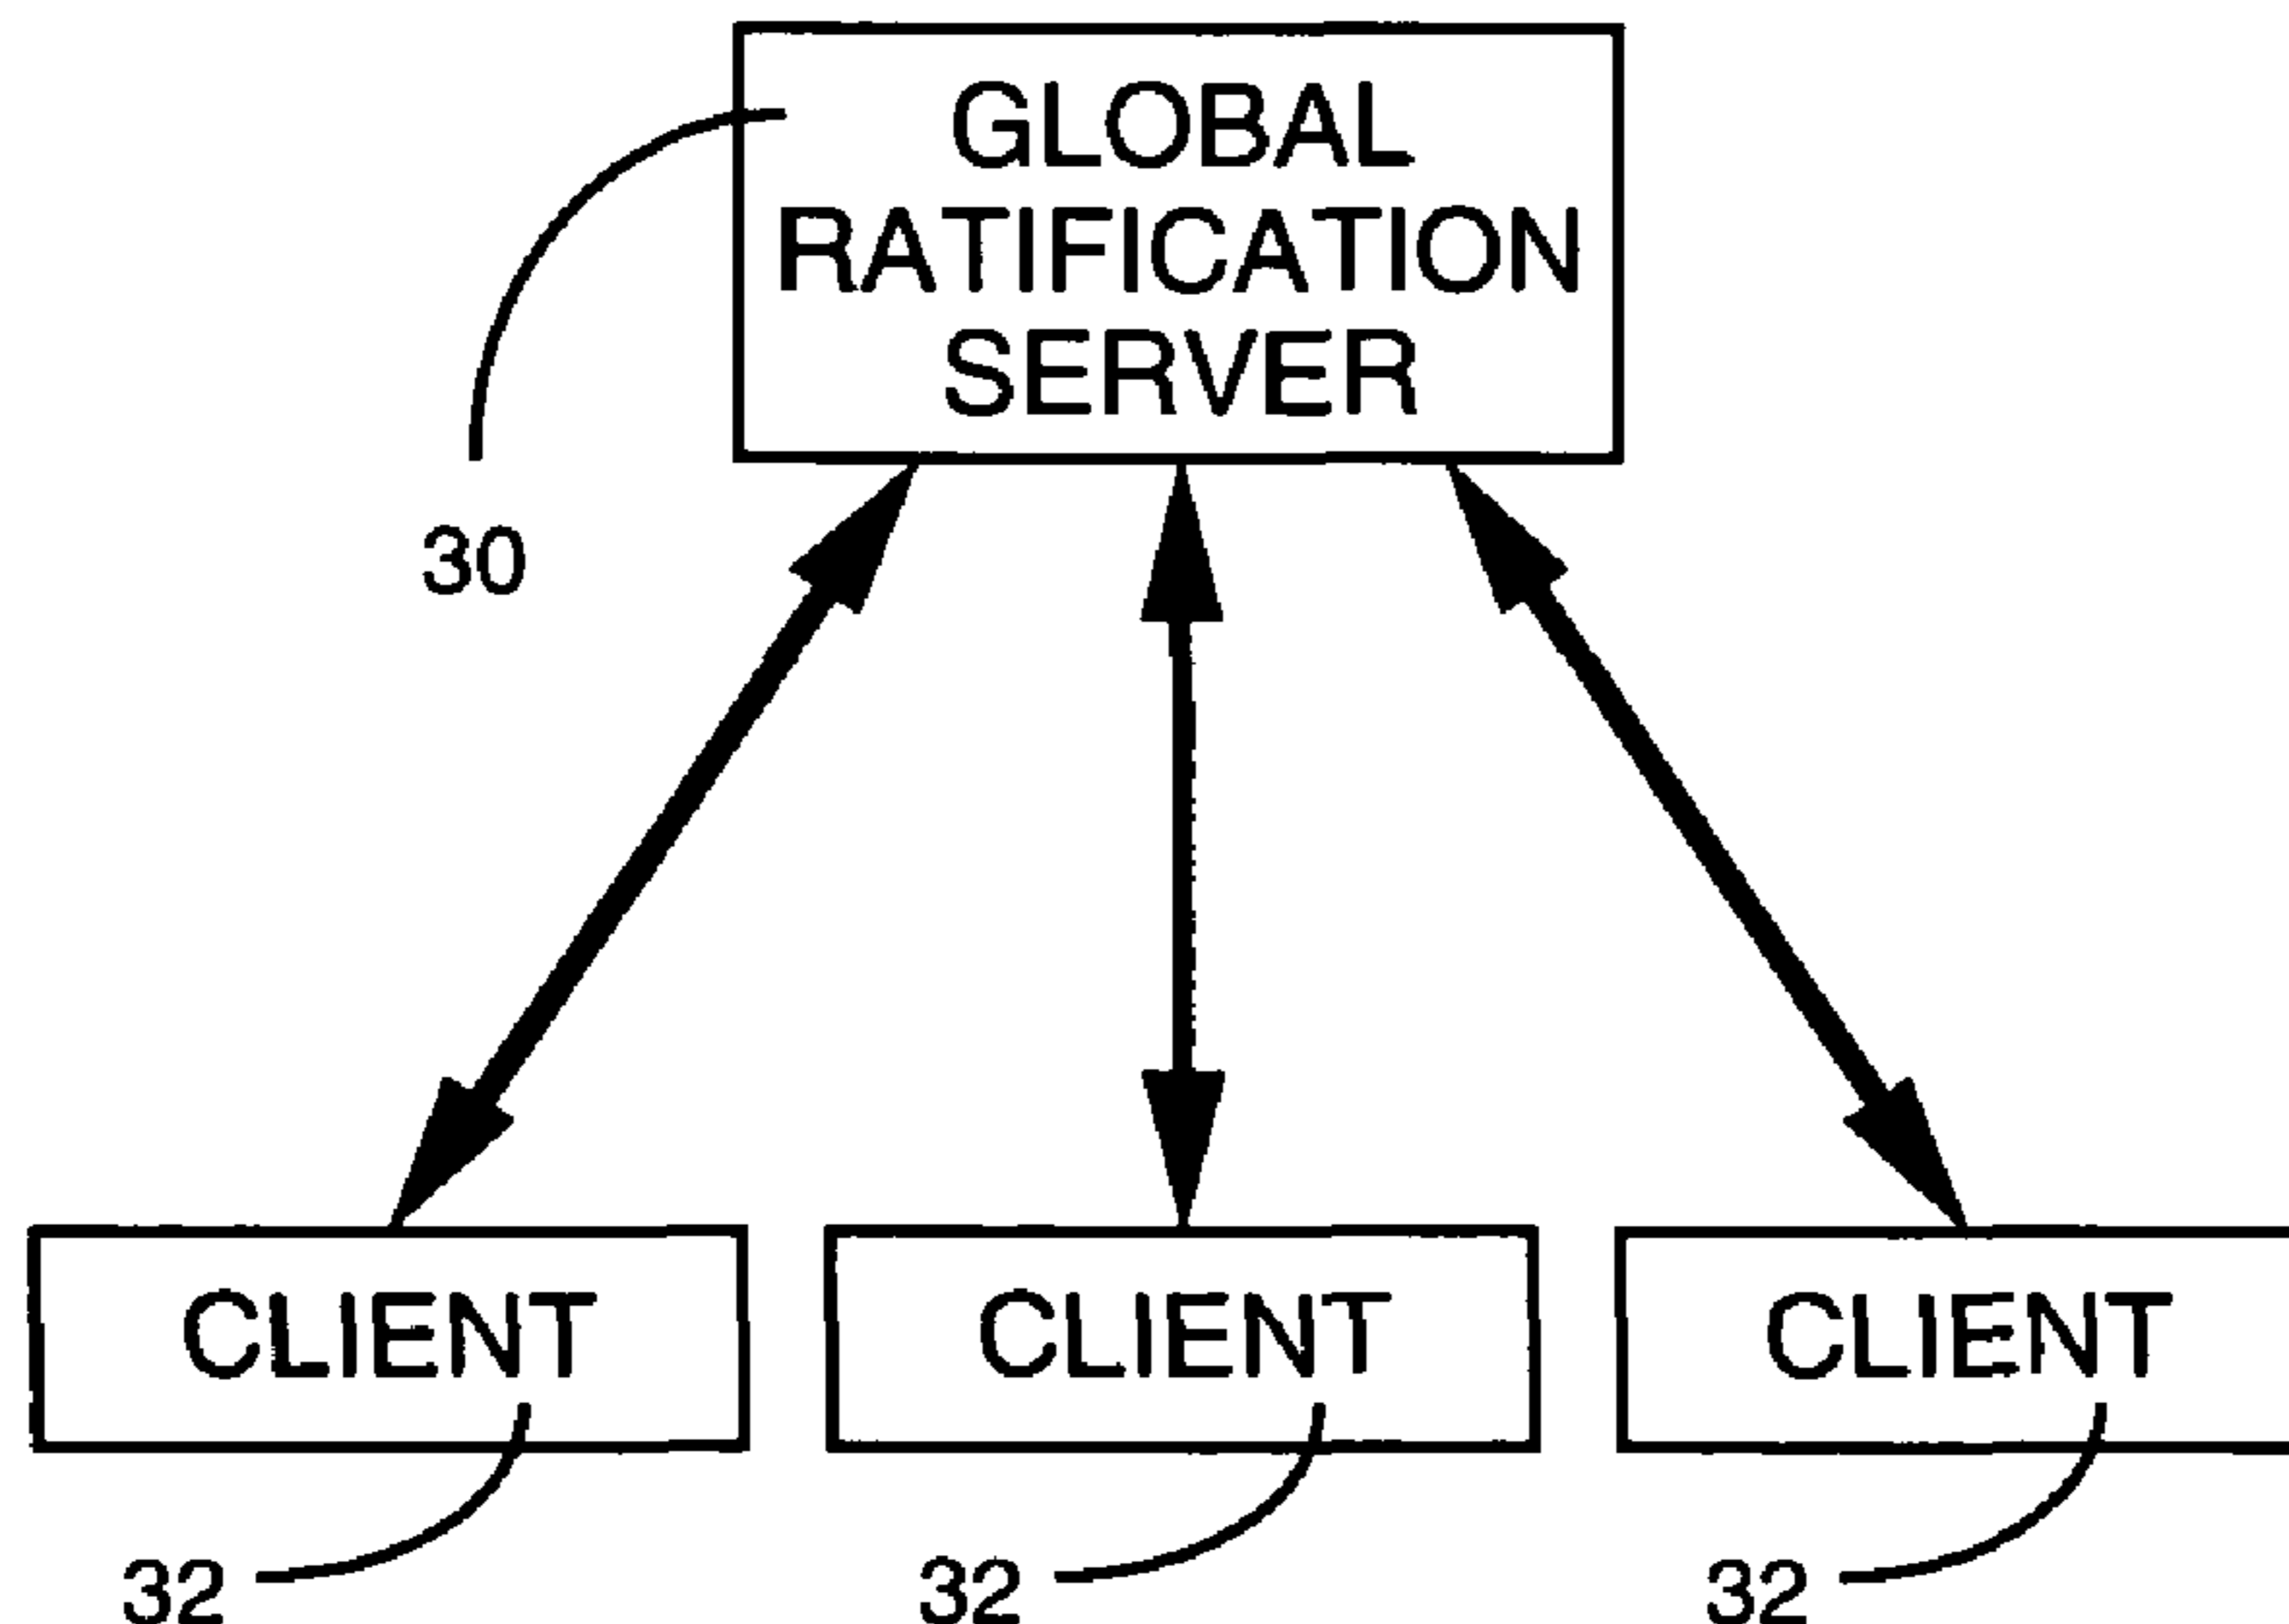 GLOBAL
RATIFICATION
SERVER
30
CLIENT
CLIENT
CLIENT
32
32
32